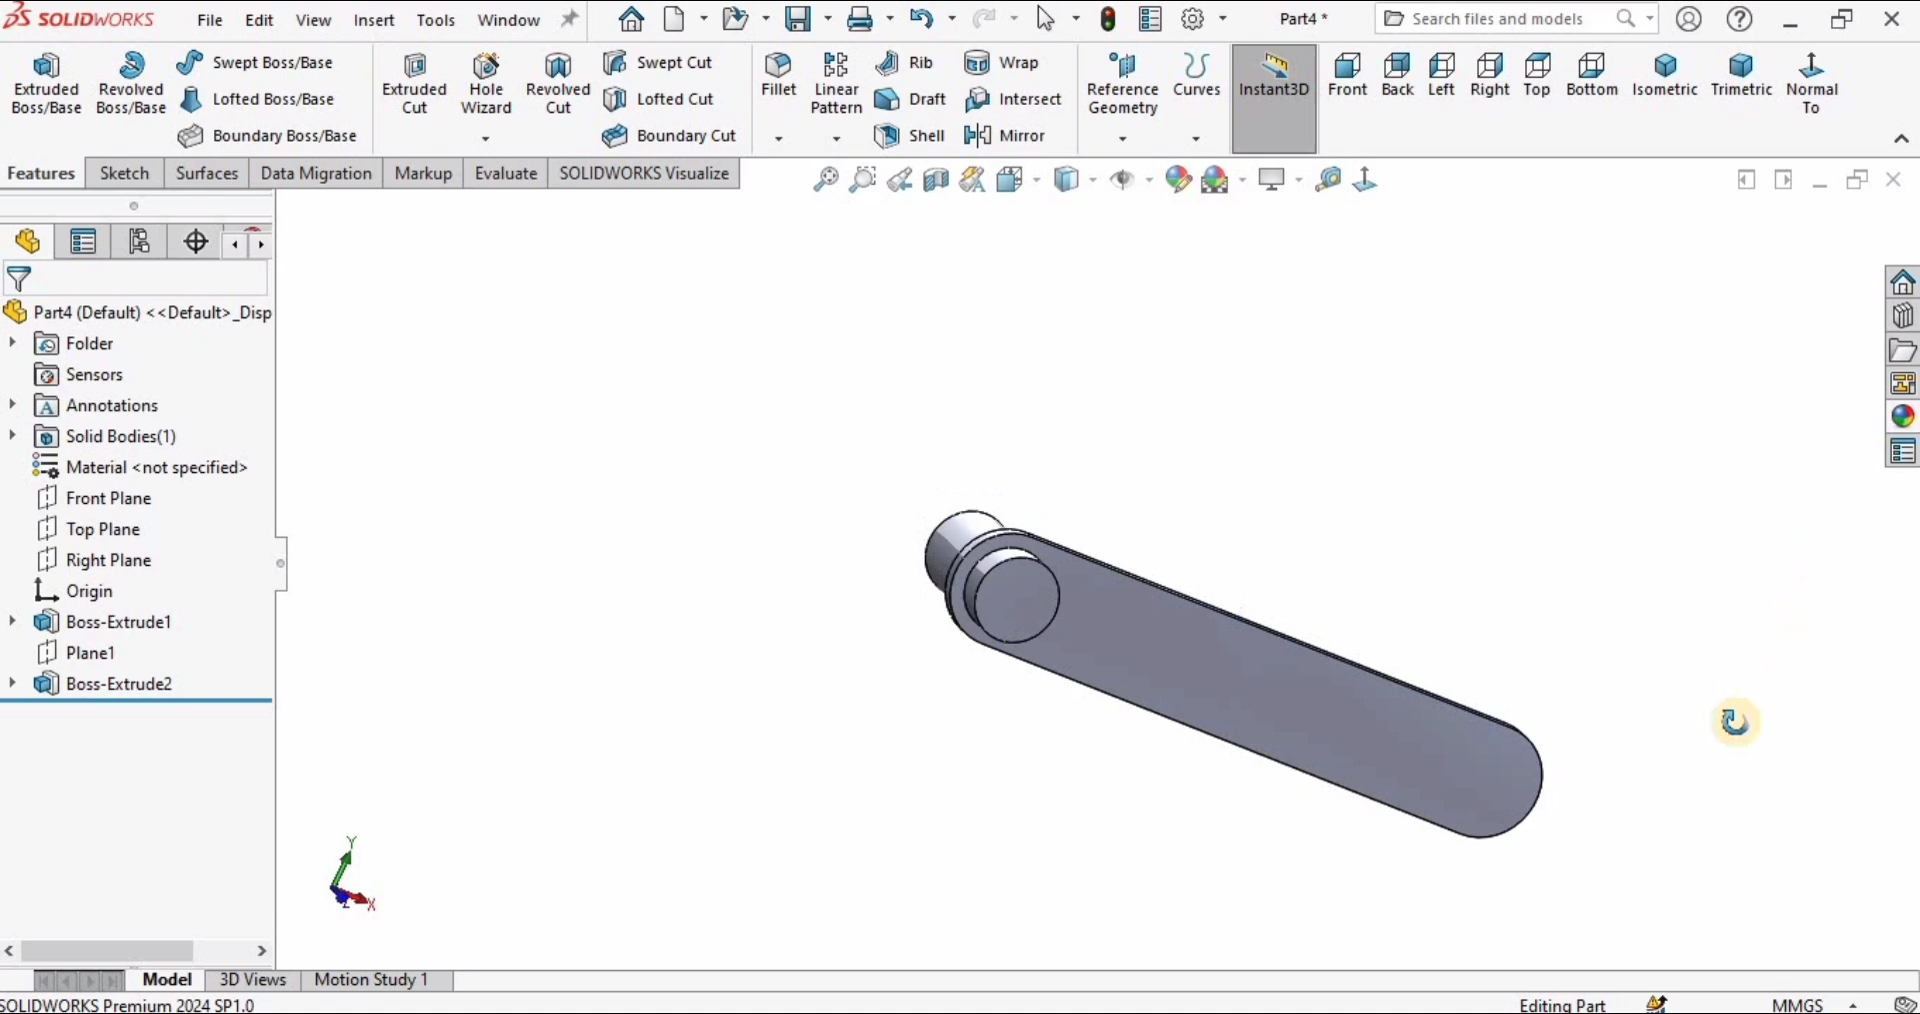 SOLIDWORKS File Edit View Insert Tools Window Part4 * Search files and models
Extruded Boss/Base
Revolved Boss/Base
Swept Boss/Base
Lofted Boss/Base
Boundary Boss/Base
Extruded Cut
Hole Wizard
Revolved Cut
Swept Cut
Lofted Cut
Boundary Cut
Fillet
Linear Pattern
Rib
Draft
Shell
Wrap
Intersect
Mirror
Reference Geometry
Curves
Instant3D
Front
Back
Left
Right
Top
Bottom
Isometric
Trimetric
Normal To
Features Sketch Surfaces Data Migration Markup Evaluate SOLIDWORKS Visualize
Part4 (Default) <<Default>_Disp
Folder
Sensors
Annotations
Solid Bodies(1)
Material <not specified>
Front Plane
Top Plane
Right Plane
Origin
Boss-Extrude1
Plane1
Boss-Extrude2
Y
Z X
Model 3D Views Motion Study 1
SOLIDWORKS Premium 2024 SP1.0 Editing Part MMGS